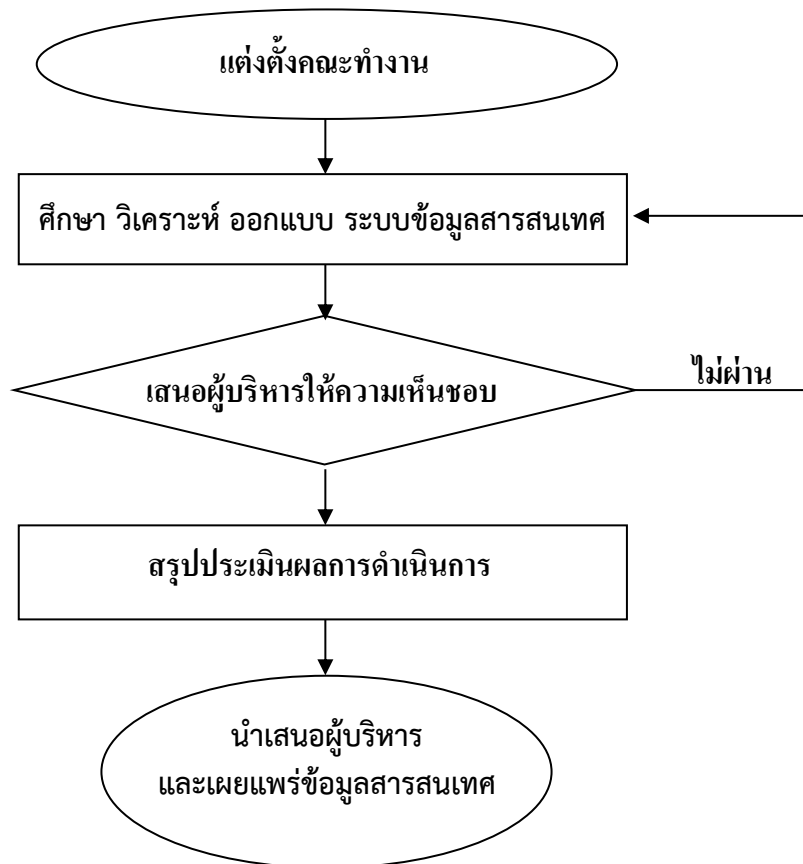 แต่งตั้งคณะทำงาน
ศึกษา วิเคราะห์ ออกแบบ ระบบข้อมูลสารสนเทศ
เสนอผู้บริหารให้ความเห็นชอบ
ไม่ผ่าน
สรุปประเมินผลการดำเนินการ
นำเสนอผู้บริหาร
และเผยแพร่ข้อมูลสารสนเทศ